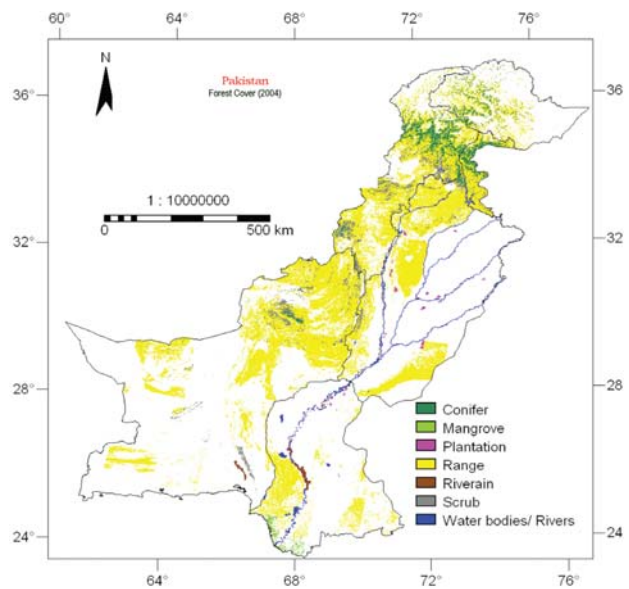 60° 64° 68° 72° 76°
N
Pakistan
Forest Cover (2004)
36° 36°
1 : 10000000
0 500 km
32° 32°
28° 28°
Conifer
Mangrove
Plantation
Range
Riverain
Scrub
Water bodies/ Rivers
24° 24°
64° 68° 72° 76°